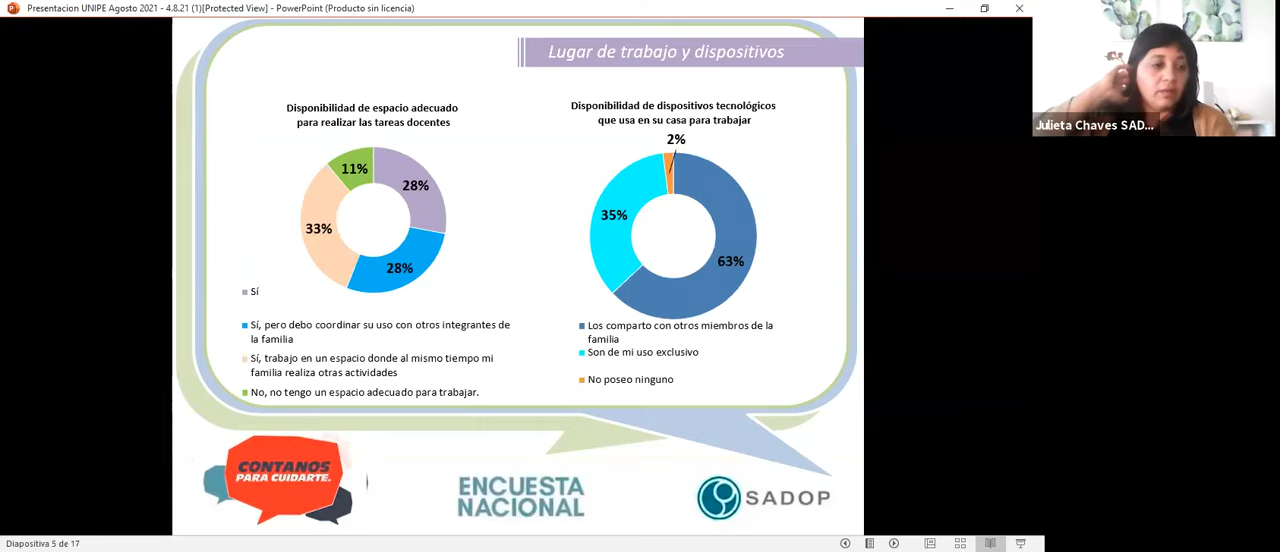 Presentacion UNIPE Agosto 2021 - 4.8.21 (1)[Protected View] - PowerPoint (Producto sin licencia)
Lugar de trabajo y dispositivos
Disponibilidad de espacio adecuado
para realizar las tareas docentes
11%
28%
33%
28%
Sí
Sí, pero debo coordinar su uso con otros integrantes de
la familia
Sí, trabajo en un espacio donde al mismo tiempo mi
familia realiza otras actividades
No, no tengo un espacio adecuado para trabajar.
Disponibilidad de dispositivos tecnológicos
que usa en su casa para trabajar
2%
35%
63%
Los comparto con otros miembros de la
familia
Son de mi uso exclusivo
No poseo ninguno
CONTANOS
PARA CUIDARTE.
ENCUESTA
NACIONAL
SADOP
Julieta Chaves SAD...
Diapositiva 5 de 17